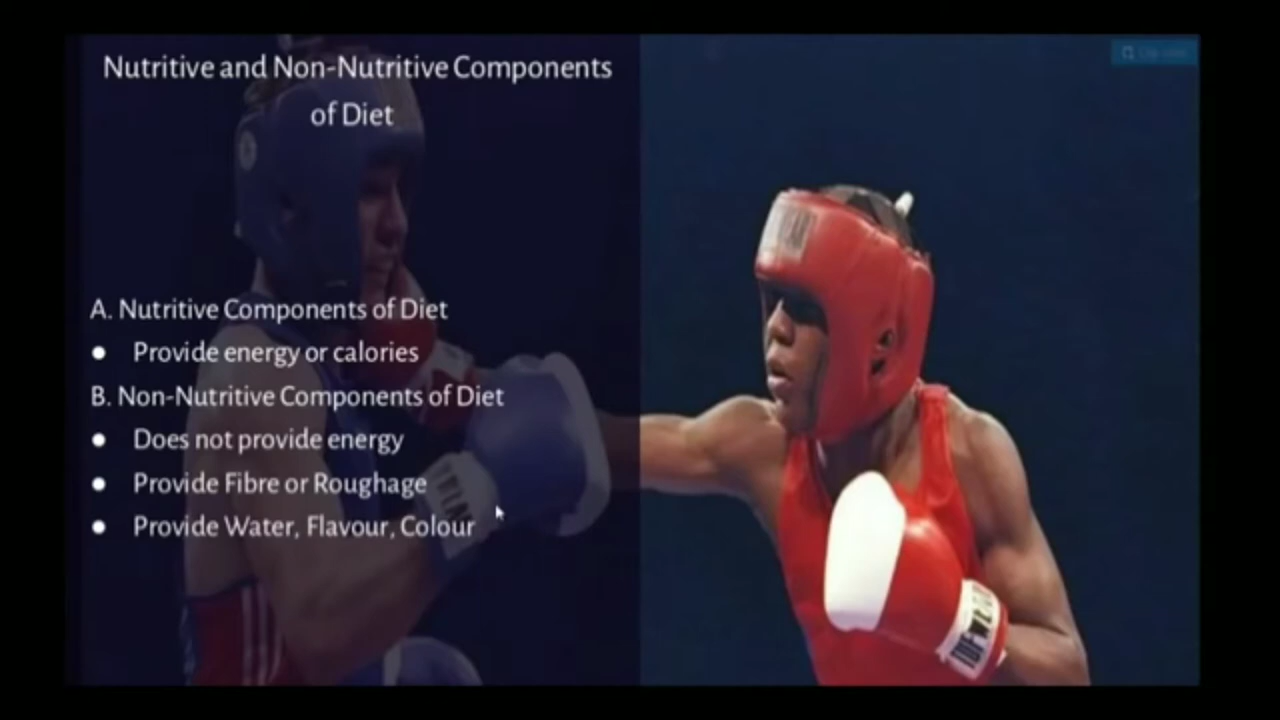 Nutritive and Non-Nutritive Components
of Diet
A. Nutritive Components of Diet
● Provide energy or calories
B. Non-Nutritive Components of Diet
● Does not provide energy
● Provide Fibre or Roughage
● Provide Water, Flavour, Colour